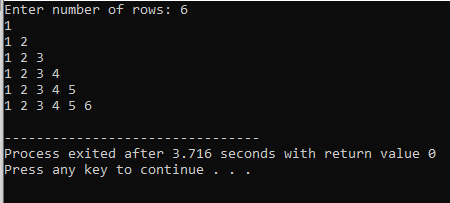 Enter number of rows: 6
1
1 2
1 2 3
1 2 3 4
1 2 3 4 5
1 2 3 4 5 6
--------------------------------
Process exited after 3.716 seconds with return value 0
Press any key to continue . . .